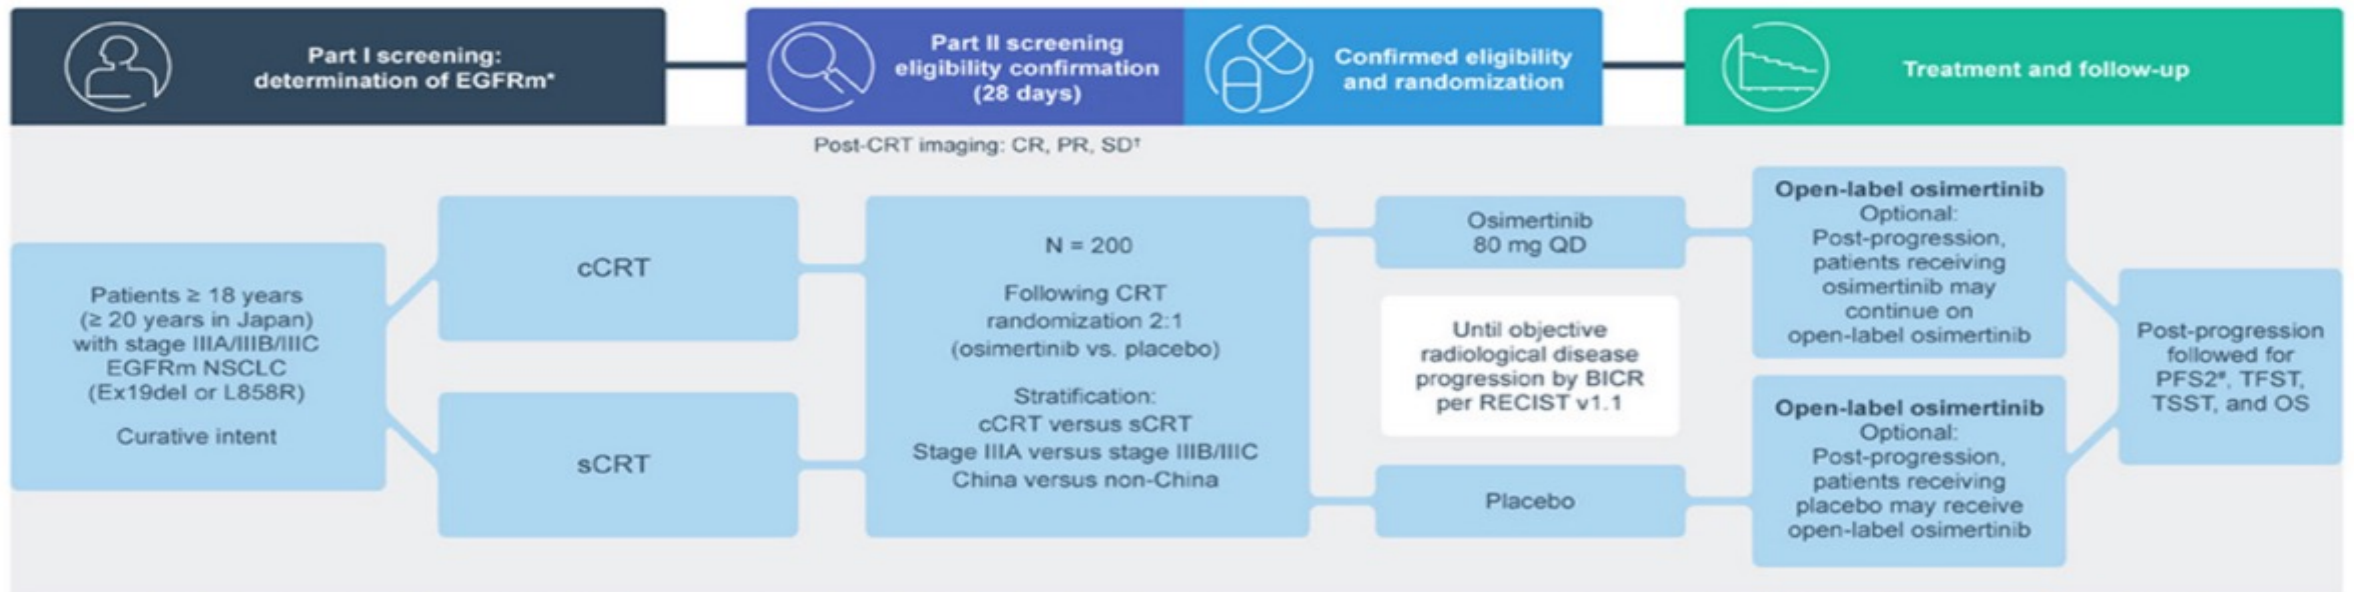 Part I screening:
determination of EGFRm*
Part II screening
eligibility confirmation
(28 days)
Confirmed eligibility
and randomization
Treatment and follow-up
Post-CRT imaging: CR, PR, SD†
Patients ≥ 18 years
(≥ 20 years in Japan)
with stage IIIA/IIIB/IIIC
EGFRm NSCLC
(Ex19del or L858R)
Curative intent
cCRT
sCRT
N = 200
Following CRT
randomization 2:1
(osimertinib vs. placebo)
Stratification:
cCRT versus sCRT
Stage IIIA versus stage IIIB/IIIC
China versus non-China
Osimertinib
80 mg QD
Until objective
radiological disease
progression by BICR
per RECIST v1.1
Placebo
Open-label osimertinib
Optional:
Post-progression,
patients receiving
osimertinib may
continue on
open-label osimertinib
Open-label osimertinib
Optional:
Post-progression,
patients receiving
placebo may receive
open-label osimertinib
Post-progression
followed for
PFS2#, TFST,
TSST, and OS